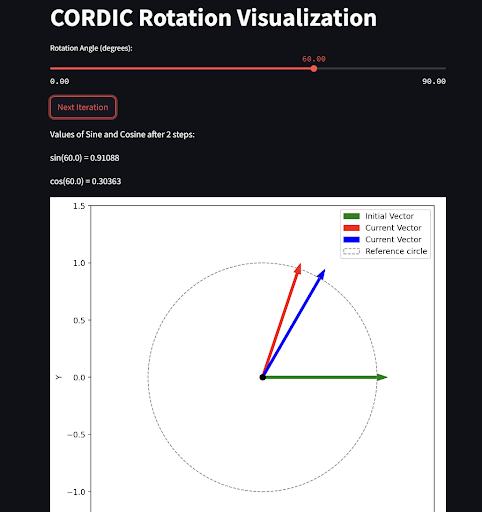 CORDIC Rotation Visualization
Rotation Angle (degrees):
60.00
0.00 90.00
Next Iteration
Values of Sine and Cosine after 2 steps:
sin(60.0) = 0.91088
cos(60.0) = 0.30363
1.5
Initial Vector
Current Vector
Current Vector
Reference circle
1.0
0.5
0.0
Y
−0.5
−1.0